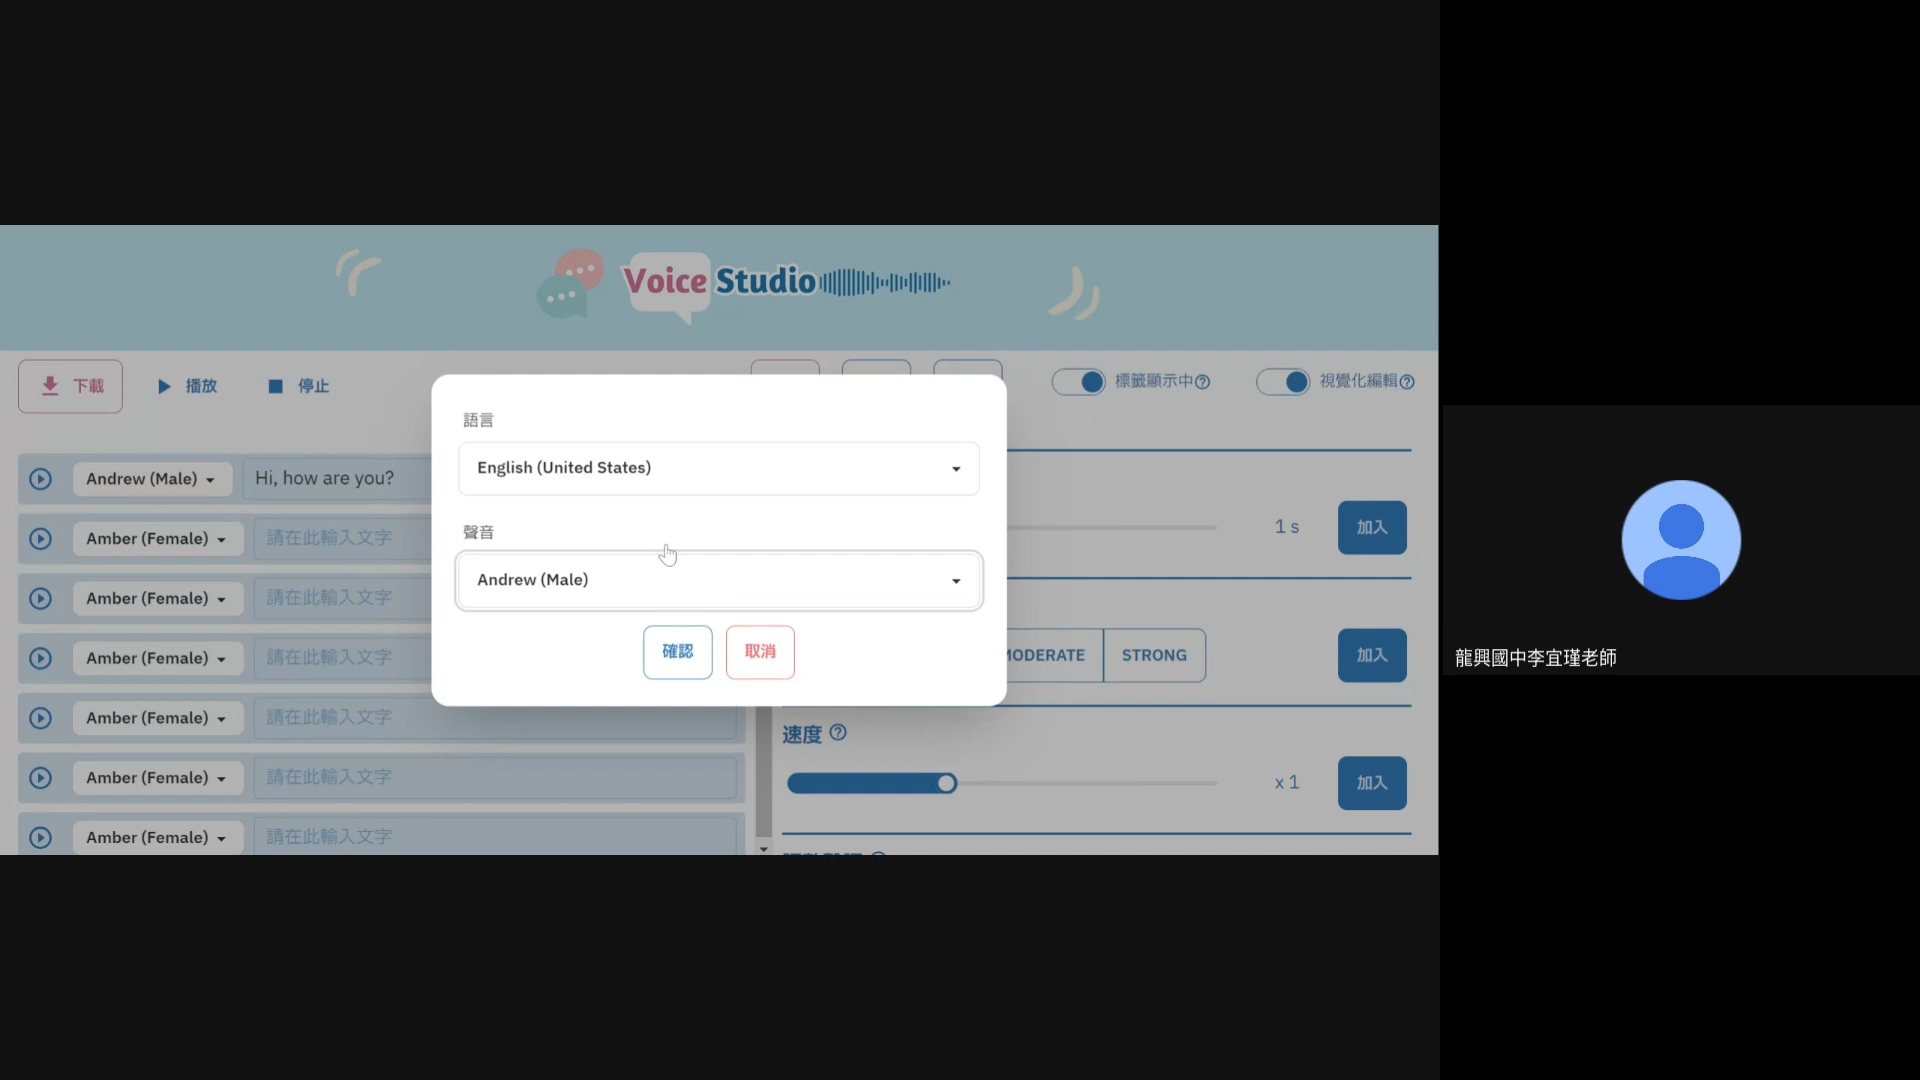 Voice Studio
下載
播放
停止
標籤顯示中
視覺化編輯
語言
English (United States)
聲音
Andrew (Male)
確認
取消
Andrew (Male)
Hi, how are you?
Amber (Female)
請在此輸入文字
Amber (Female)
請在此輸入文字
Amber (Female)
請在此輸入文字
Amber (Female)
請在此輸入文字
Amber (Female)
請在此輸入文字
Amber (Female)
請在此輸入文字
1 s
加入
MODERATE
STRONG
加入
速度
x 1
加入
龍興國中李宜瑾老師